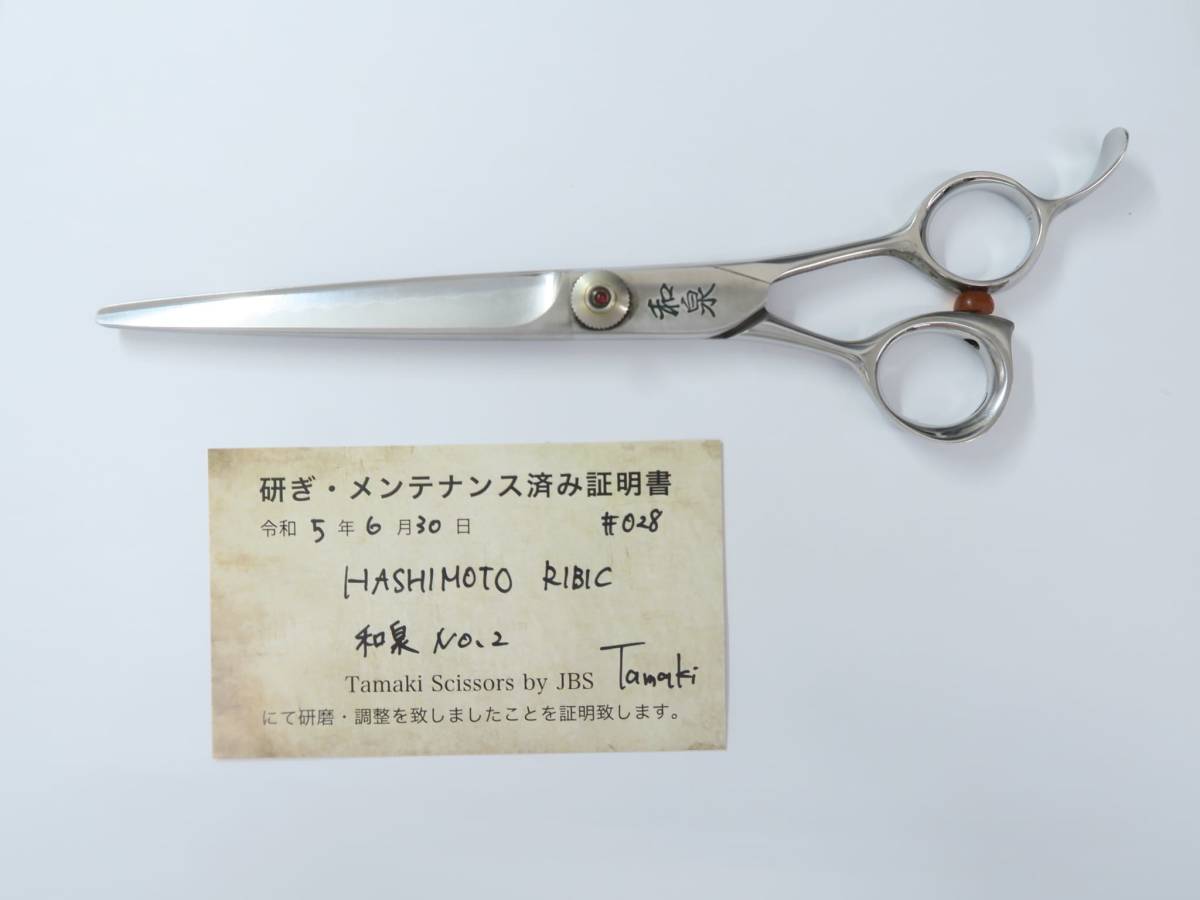 和泉
研ぎ・メンテナンス済み証明書
令和 5 年 6 月 30 日 #028
HASHIMOTO RIBIC
和泉 NO.2
Tamaki Scissors by JBS Tamaki
にて研磨・調整を致しましたことを証明致します。